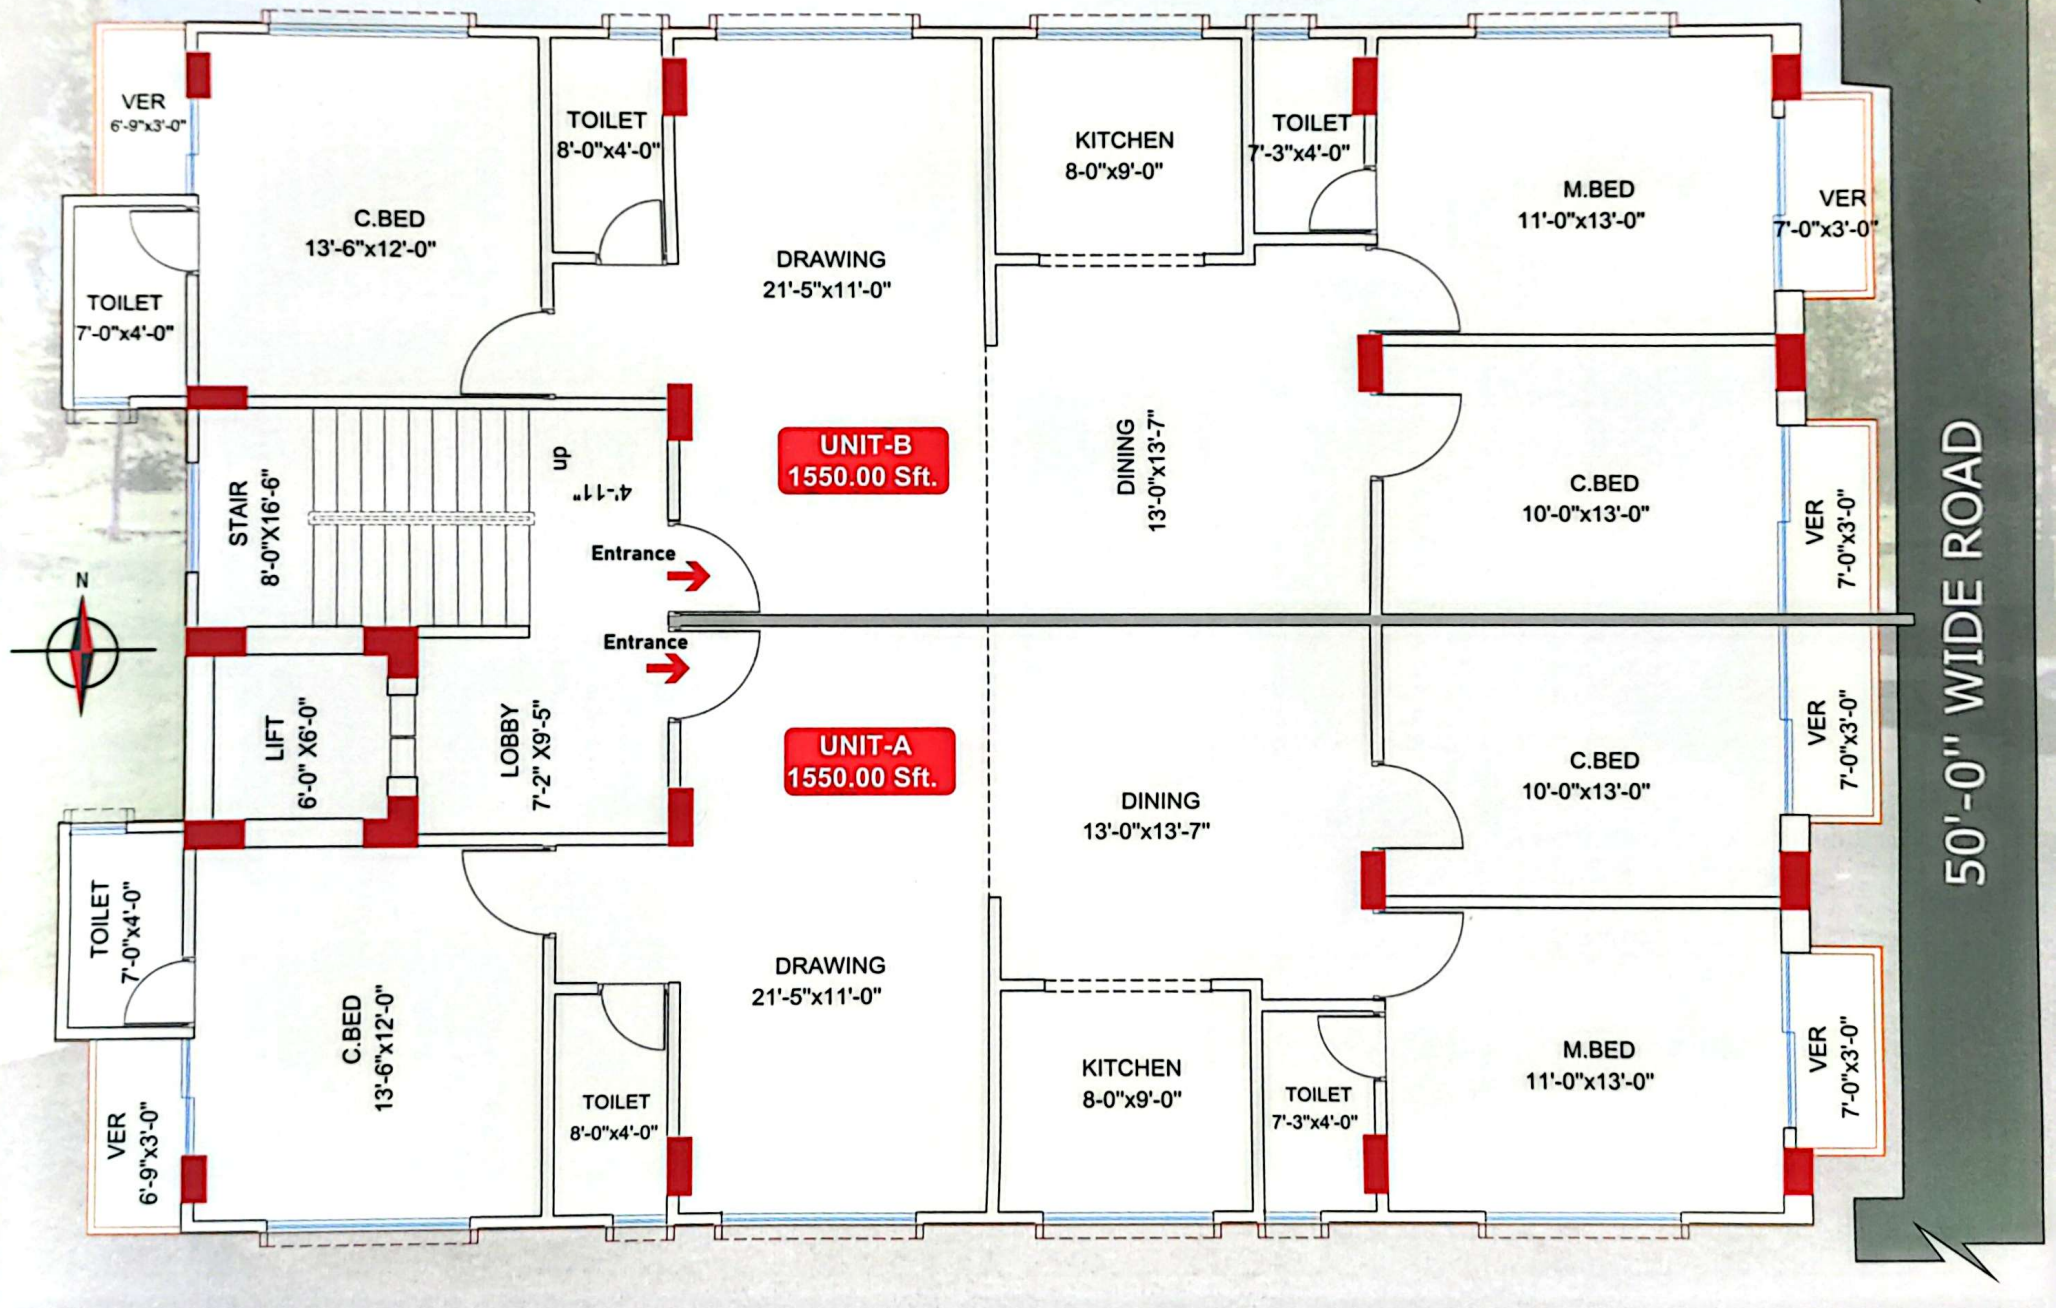 VER
6'-9"x3'-0"
TOILET
7'-0"x4'-0"
C.BED
13'-6"x12'-0"
TOILET
8'-0"x4'-0"
DRAWING
21'-5"x11'-0"
KITCHEN
8-0"x9'-0"
TOILET
7'-3"x4'-0"
M.BED
11'-0"x13'-0"
VER
7'-0"x3'-0"
UNIT-B
1550.00 Sft.
DINING
13'-0"x13'-7"
C.BED
10'-0"x13'-0"
VER
7'-0"x3'-0"
STAIR
8'-0"X16'-6"
up
4'-11"
Entrance
N
Entrance
LIFT
6'-0" X6'-0"
LOBBY
7'-2" X9'-5"
UNIT-A
1550.00 Sft.
DINING
13'-0"x13'-7"
C.BED
10'-0"x13'-0"
VER
7'-0"x3'-0"
50'-0" WIDE ROAD
TOILET
7'-0"x4'-0"
C.BED
13'-6"x12'-0"
VER
6'-9"x3'-0"
TOILET
8'-0"x4'-0"
DRAWING
21'-5"x11'-0"
KITCHEN
8-0"x9'-0"
TOILET
7'-3"x4'-0"
M.BED
11'-0"x13'-0"
VER
7'-0"x3'-0"